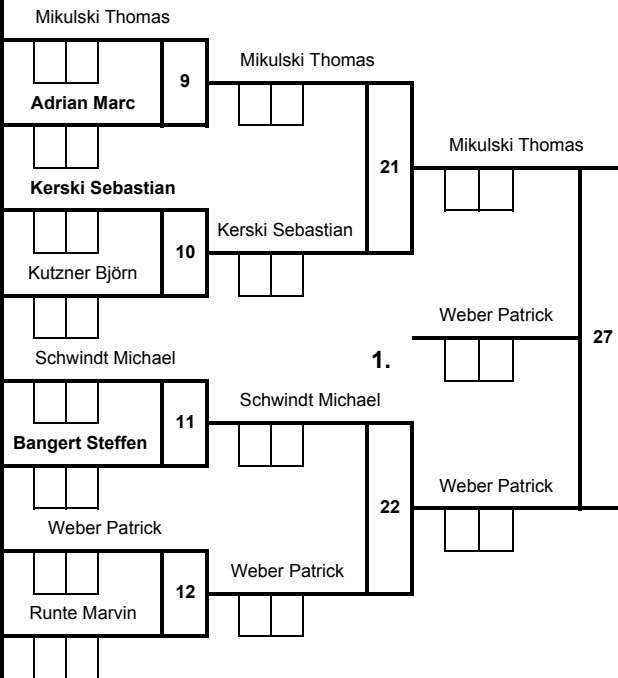 Mikulski Thomas
9
Mikulski Thomas
Adrian Marc
21
Mikulski Thomas
Kerski Sebastian
10
Kerski Sebastian
Kutzner Björn
Weber Patrick
27
Schwindt Michael
1.
11
Schwindt Michael
Bangert Steffen
22
Weber Patrick
Weber Patrick
12
Weber Patrick
Runte Marvin